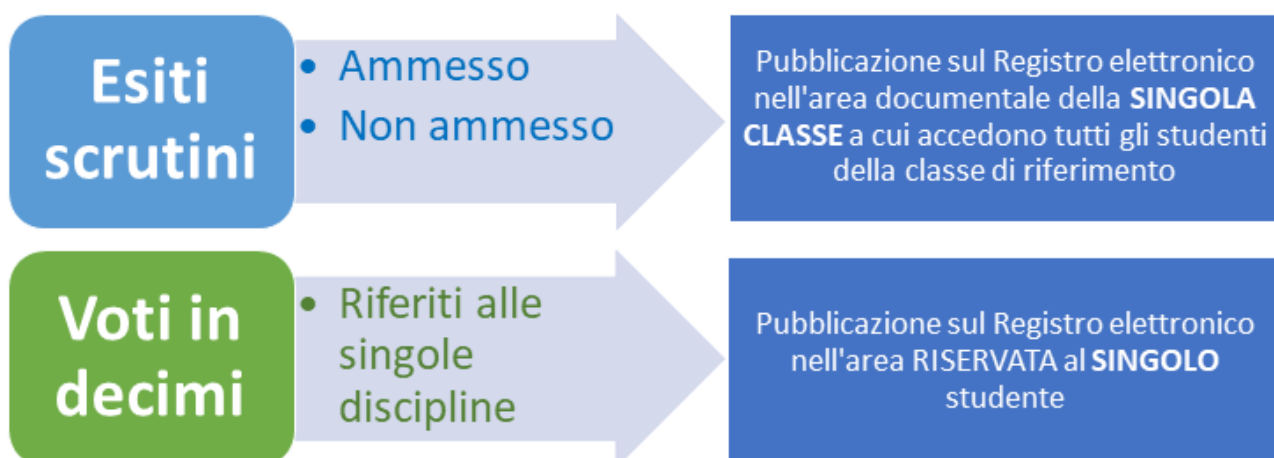 Esiti
scrutini
• Ammesso
• Non ammesso
Pubblicazione sul Registro elettronico
nell'area documentale della SINGOLA
CLASSE a cui accedono tutti gli studenti
della classe di riferimento
Voti in
decimi
• Riferiti alle
singole
discipline
Pubblicazione sul Registro elettronico
nell'area RISERVATA al SINGOLO
studente